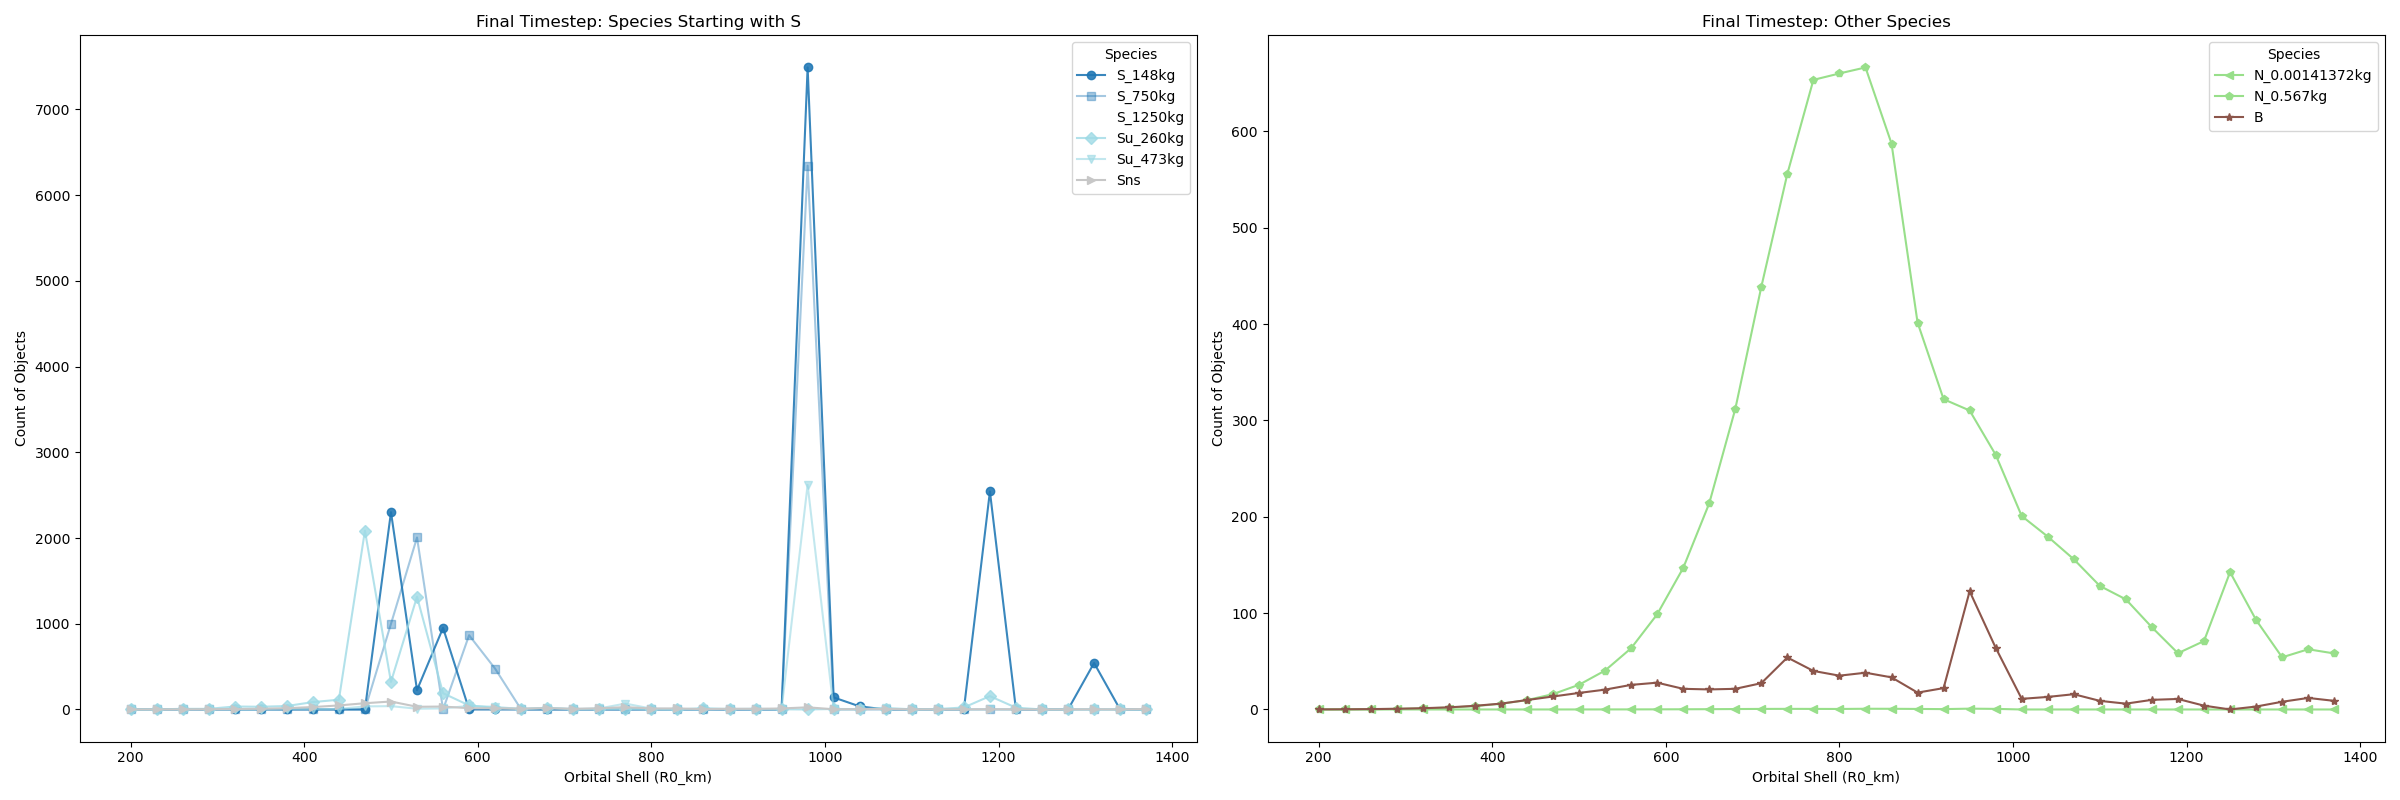 Final Timestep: Species Starting with S
Count of Objects
7000
6000
5000
4000
3000
2000
1000
0
200
400
600
800
1000
1200
1400
Orbital Shell (R0_km)
Species
S_148kg
S_750kg
S_1250kg
Su_260kg
Su_473kg
Sns
Final Timestep: Other Species
Count of Objects
600
500
400
300
200
100
0
200
400
600
800
1000
1200
1400
Orbital Shell (R0_km)
Species
N_0.00141372kg
N_0.567kg
B